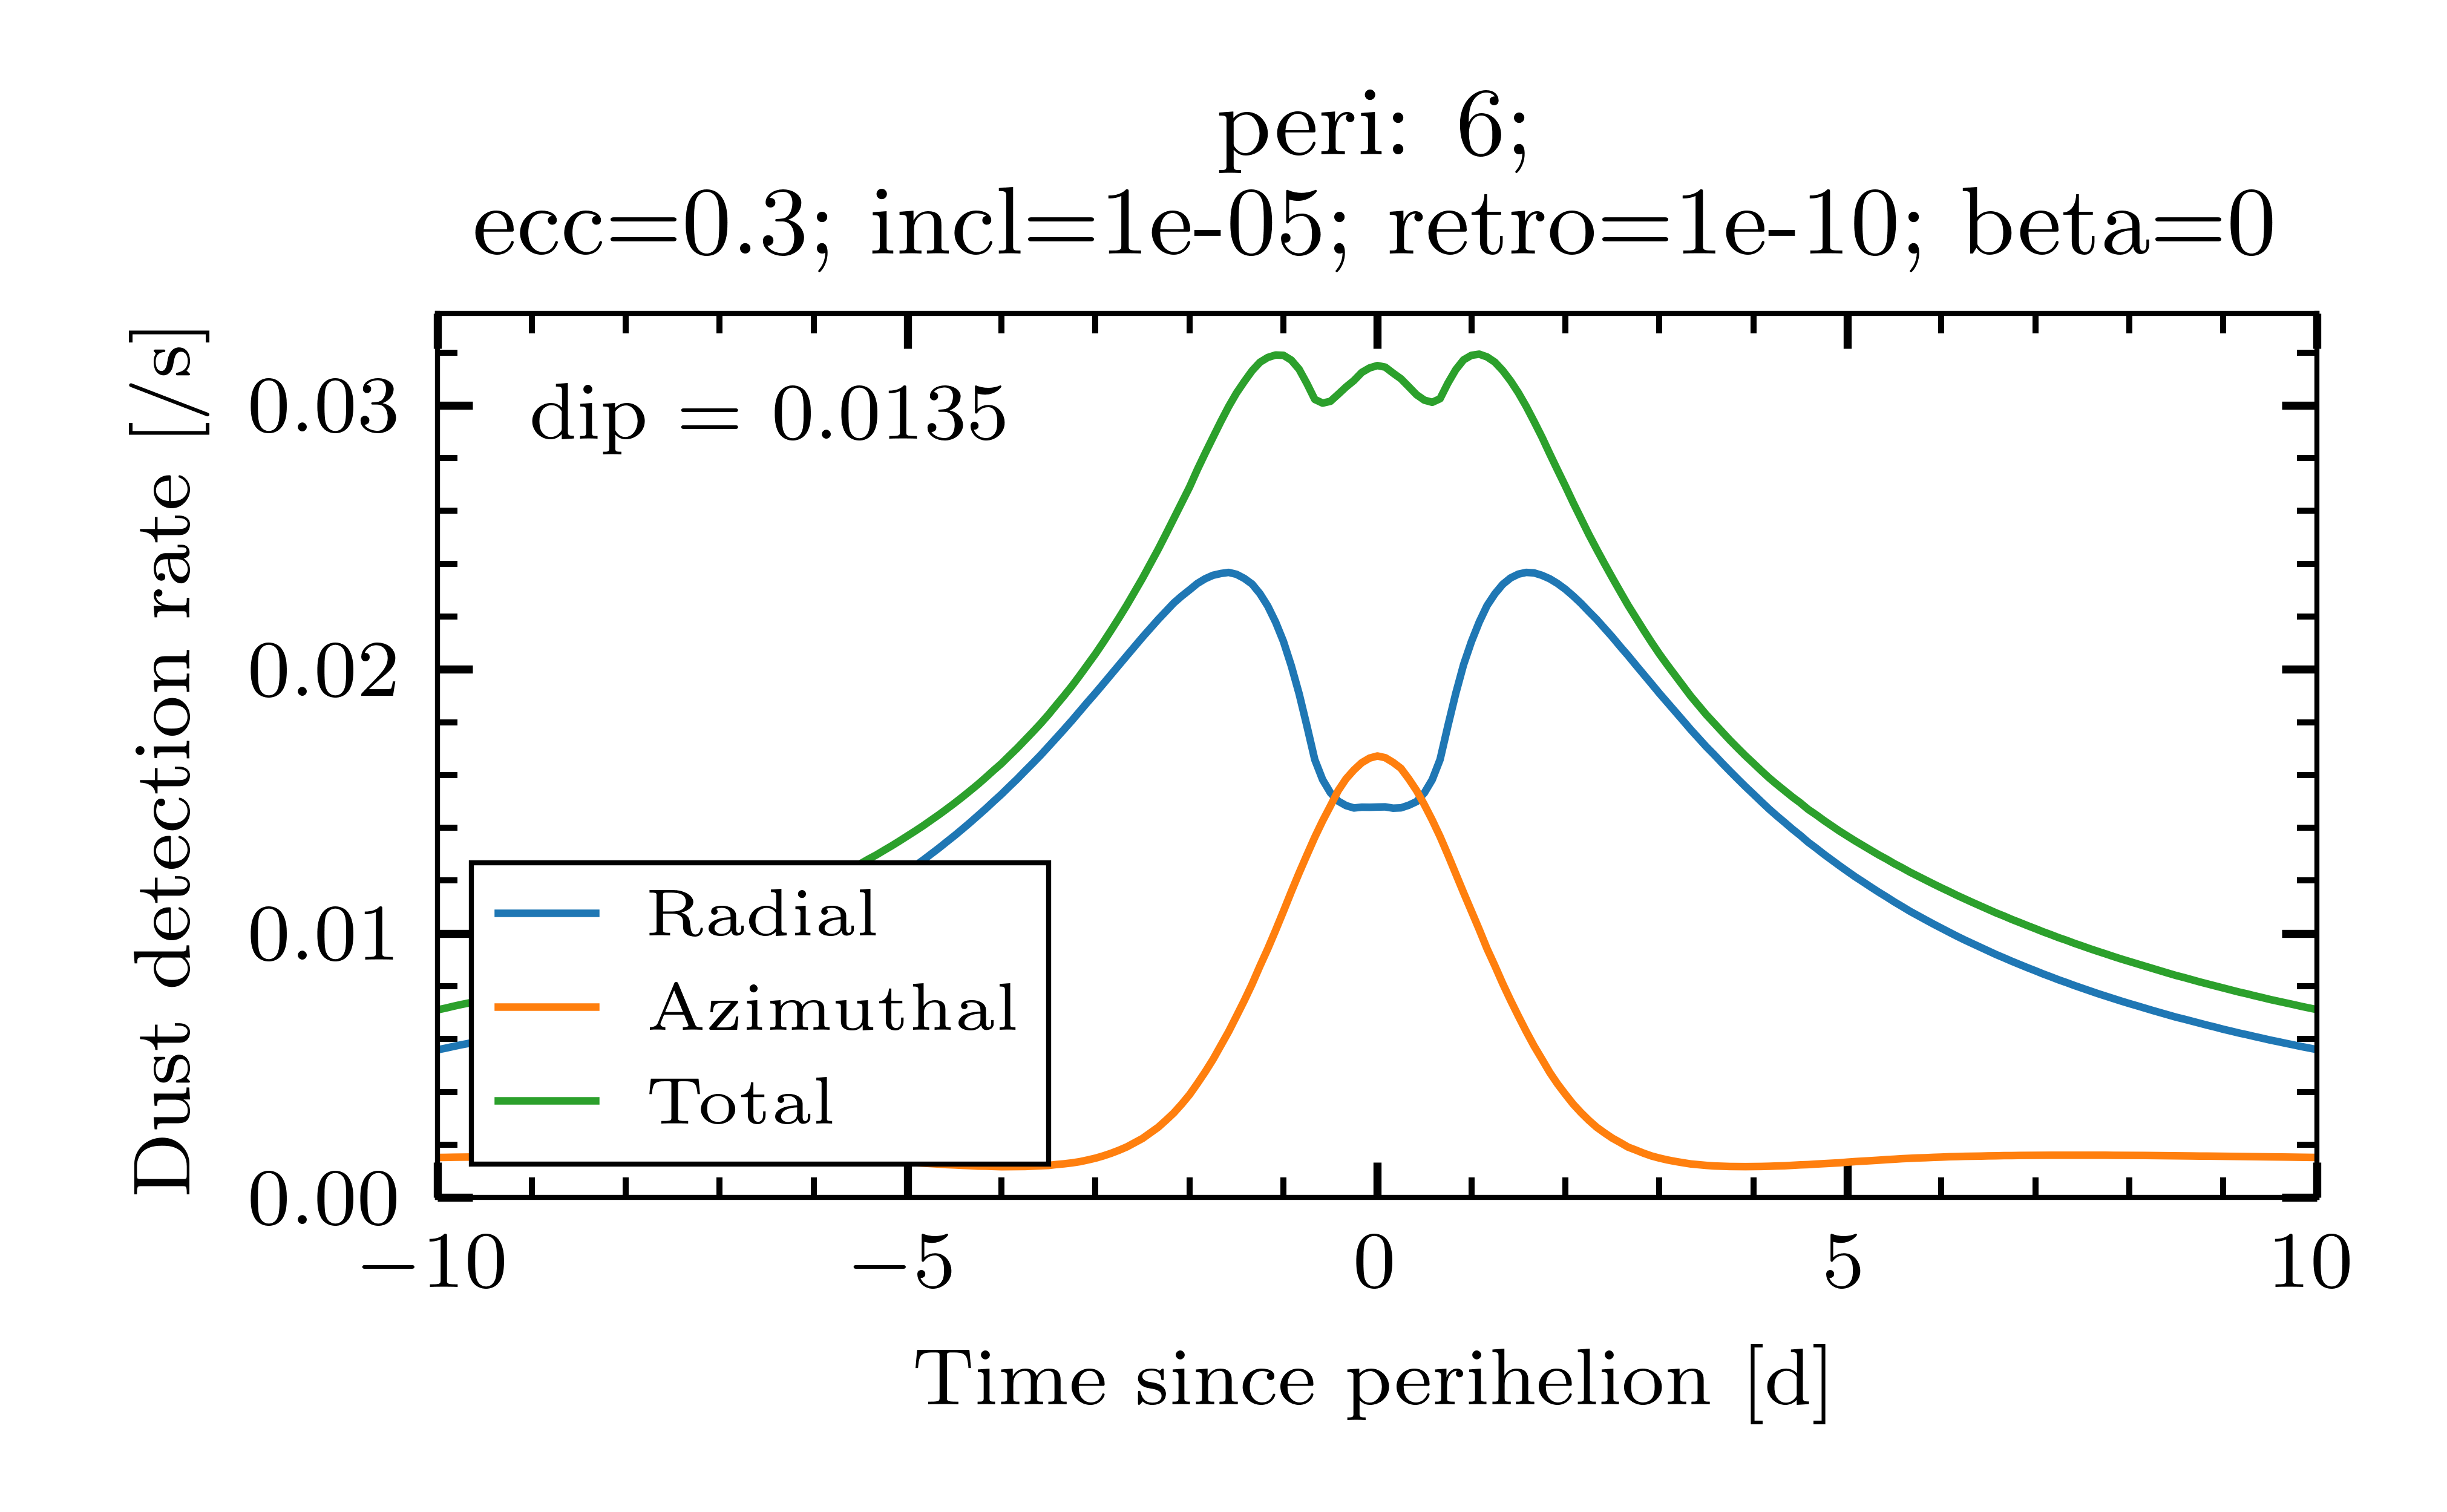 peri: 6;
ecc=0.3; incl=1e-05; retro=1e-10; beta=0
Dust detection rate [/s]
0.03
0.02
0.01
0.00
dip = 0.0135
Radial
Azimuthal
Total
−10
−5
0
5
10
Time since perihelion [d]